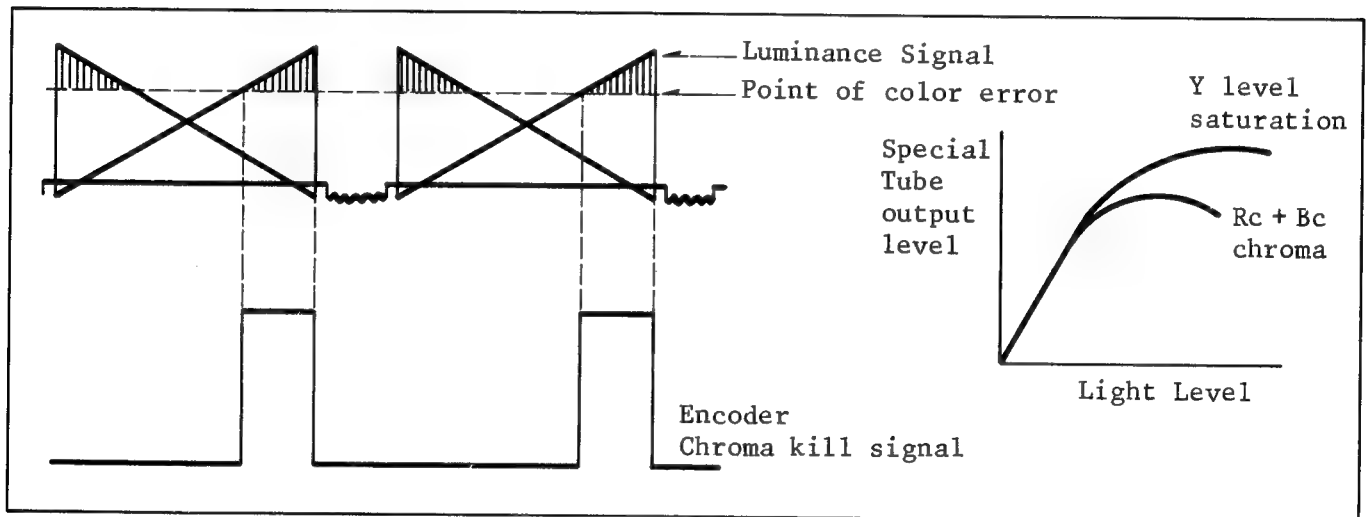 Luminance Signal
Point of color error
Encoder
Chroma kill signal
Y level
saturation
Special
Tube
output
level
Rc + Bc
chroma
Light Level